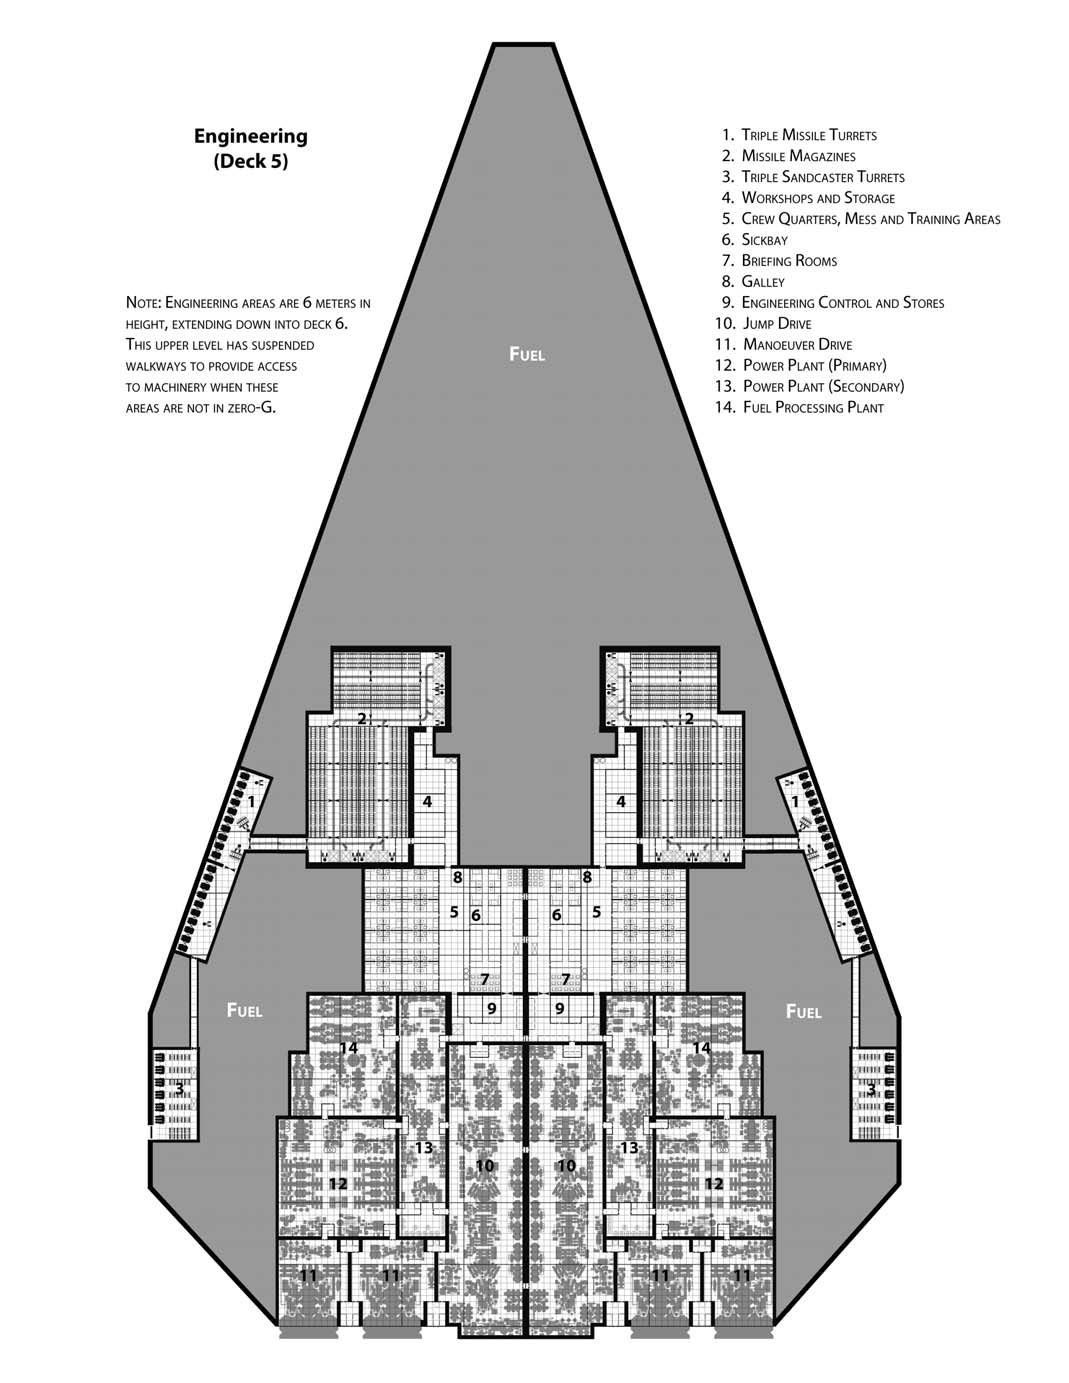 Engineering
(Deck 5)
1. Triple Missile Turrets
2. Missile Magazines
3. Triple Sandcaster Turrets
4. Workshops and Storage
5. Crew Quarters, Mess and Training Areas
6. Sickbay
7. Briefing Rooms
8. Galley
9. Engineering Control and Stores
10. Jump Drive
11. Manoeuver Drive
12. Power Plant (Primary)
13. Power Plant (Secondary)
14. Fuel Processing Plant
Note: Engineering areas are 6 meters in
height, extending down into deck 6.
This upper level has suspended
walkways to provide access
to machinery when these
areas are not in zero-G.
Fuel
2 2
1 4 4 1
8 8
5 6 6 5
7 7
Fuel 9 9 Fuel
14 14
3 3
13 13
12 10 10 12
11 11 11 11